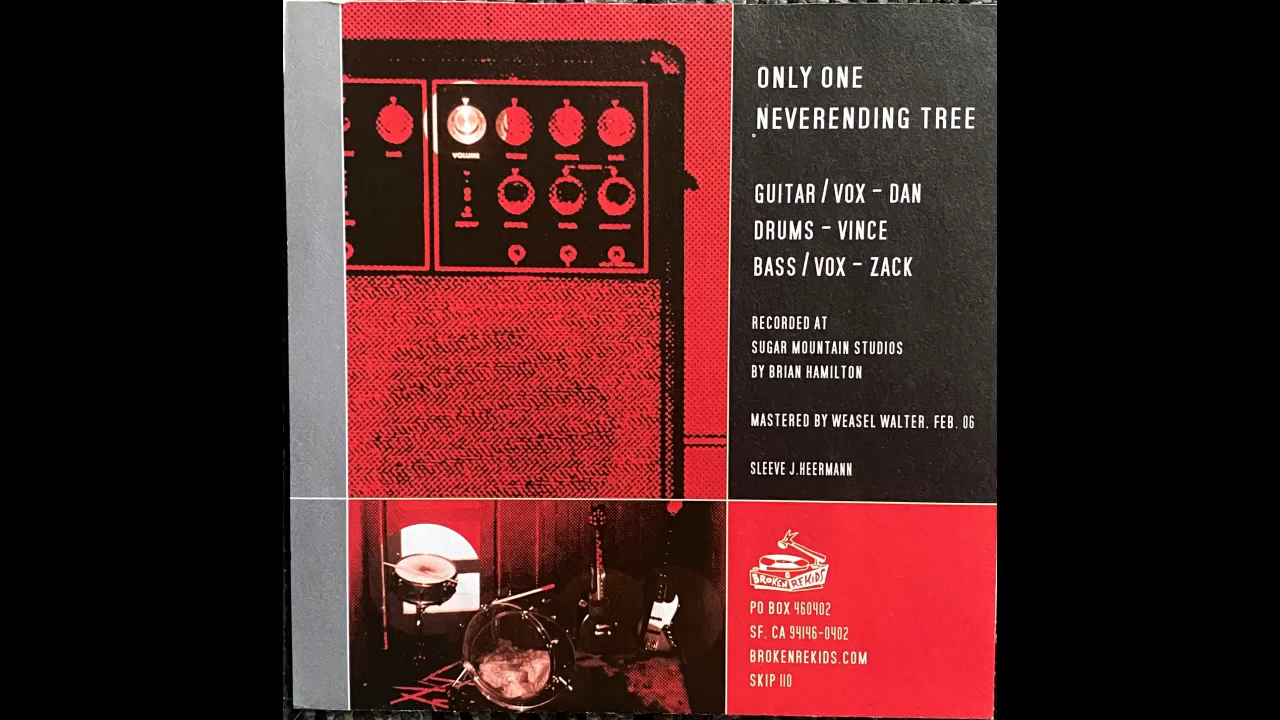 VOLUME
ONLY ONE
NEVERENDING TREE
GUITAR / VOX - DAN
DRUMS - VINCE
BASS / VOX - ZACK
RECORDED AT
SUGAR MOUNTAIN STUDIOS
BY BRIAN HAMILTON
MASTERED BY WEASEL WALTER, FEB. 06
SLEEVE J.HEERMANN
BROKEN REKIDS
PO BOX 460402
SF. CA 94146-0402
BROKENREKIDS.COM
SKIP 110